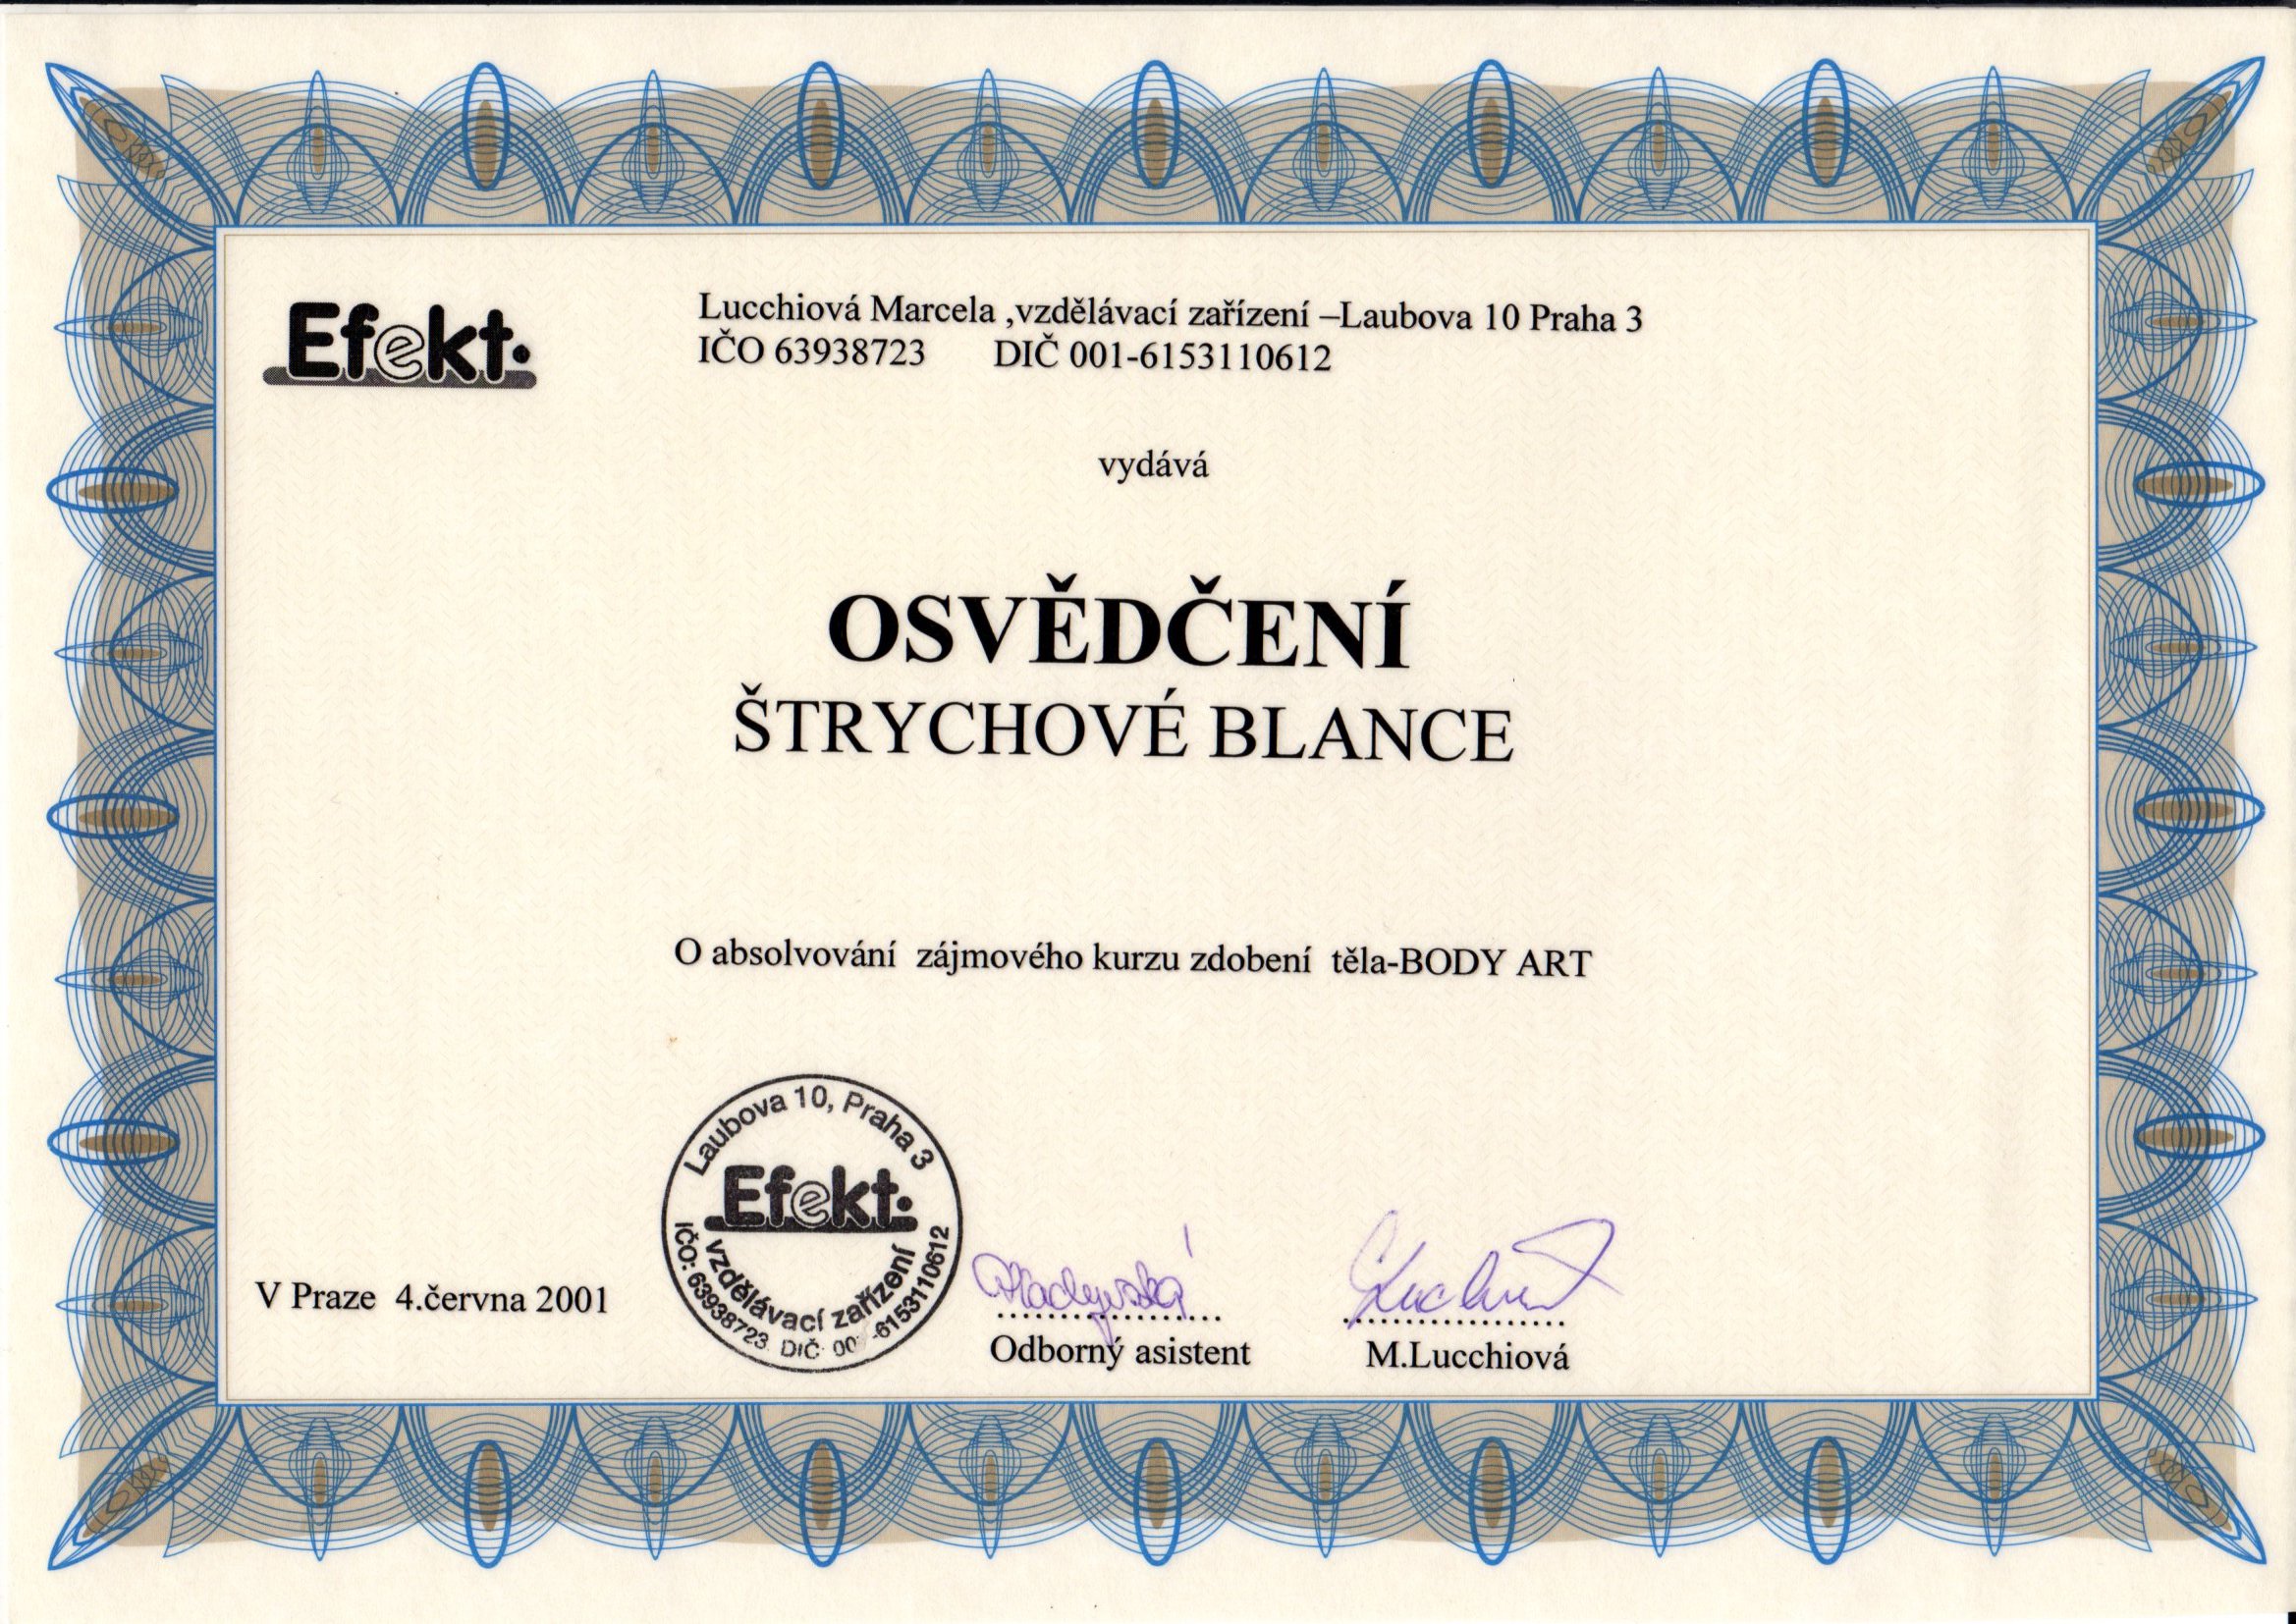 Efekt.
Lucchiová Marcela ,vzdělávací zařízení –Laubova 10 Praha 3
IČO 63938723 DIČ 001-6153110612
vydává
OSVĚDČENÍ
ŠTRYCHOVÉ BLANCE
O absolvování zájmového kurzu zdobení těla-BODY ART
Laubova 10, Praha 3
Efekt.
vzdělávací zařízení
IČO: 63938723 DIČ: 00 -6153110612
V Praze 4.června 2001
Odborný asistent
M.Lucchiová